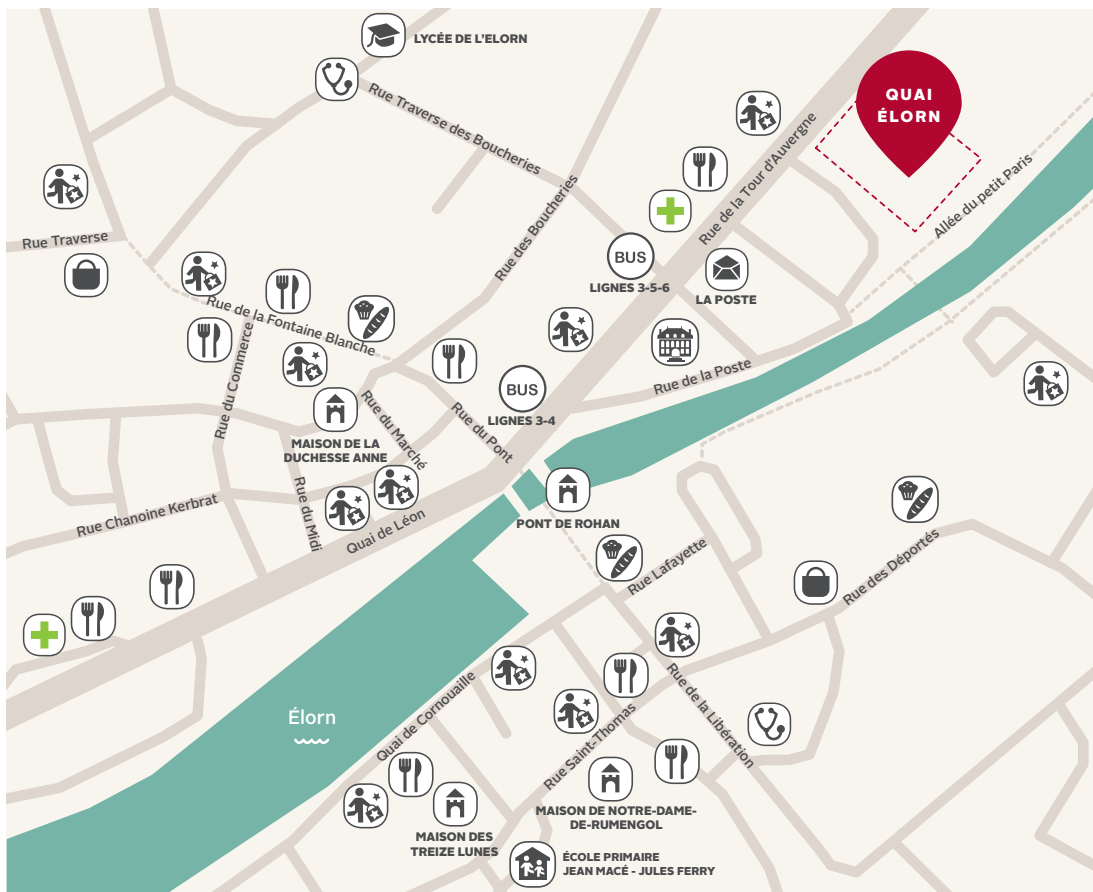 LYCÉE DE L'ELORN
Rue Traverse des Boucheries
QUAI
ÉLORN
Rue de la Tour d'Auvergne
Allée du petit Paris
Rue des Boucheries
Rue Traverse
BUS
LIGNES 3-5-6
LA POSTE
Rue de la Fontaine Blanche
Rue du Commerce
Rue de la Poste
BUS
LIGNES 3-4
Rue du Marché
Rue du Pont
MAISON DE LA
DUCHESSE ANNE
Rue Chanoine Kerbrat
Rue du Midi
Quai de Léon
PONT DE ROHAN
Rue Lafayette
Rue des Déportés
Élorn
Quai de Cornouaille
Rue de la Libération
Rue Saint-Thomas
MAISON DE NOTRE-DAME-
DE-RUMENGOL
MAISON DES
TREIZE LUNES
ÉCOLE PRIMAIRE
JEAN MACÉ - JULES FERRY